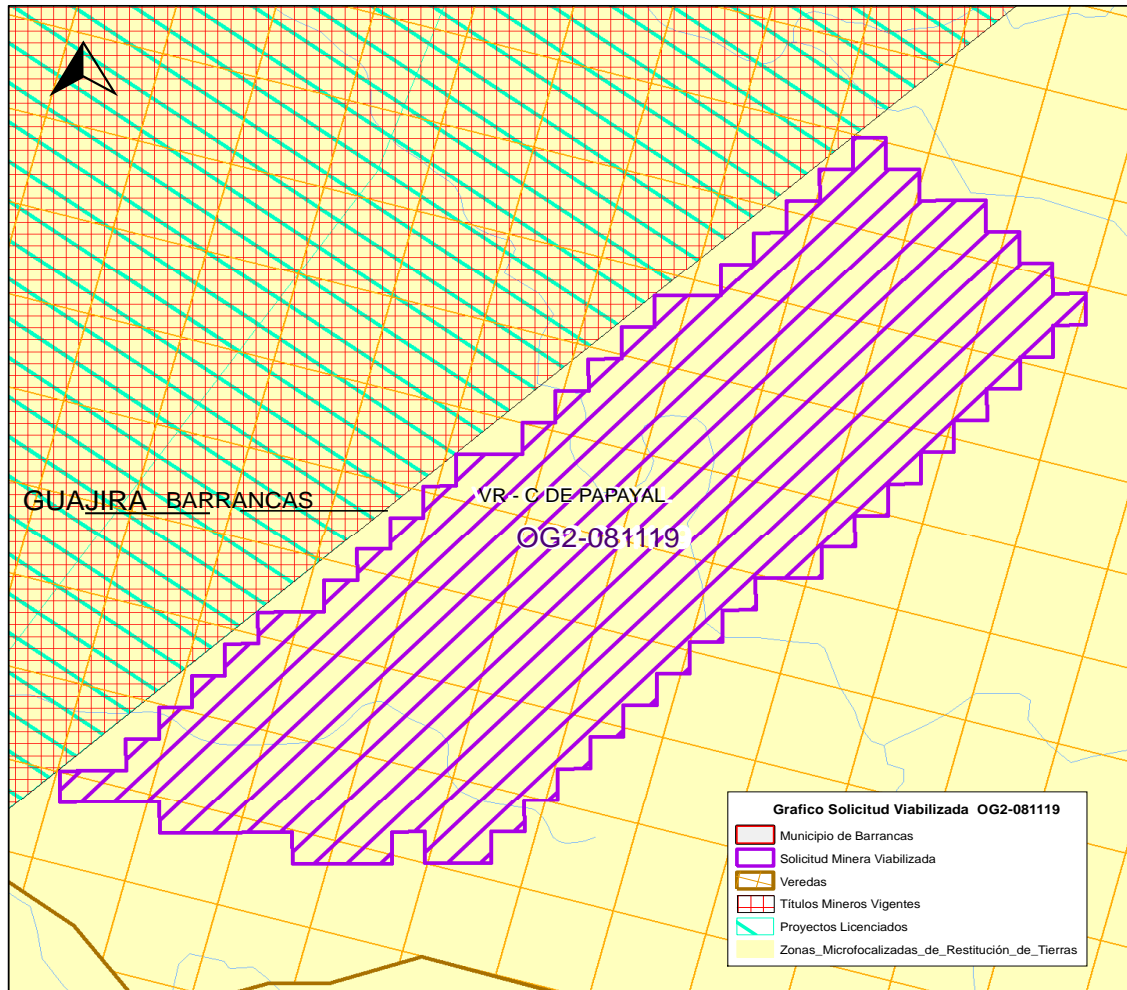 GUAJIRA BARRANCAS
VR - C DE PAPAYAL
OG2-081119
Grafico Solicitud Viabilizada OG2-081119
Municipio de Barrancas
Solicitud Minera Viabilizada
Veredas
Títulos Mineros Vigentes
Proyectos Licenciados
Zonas_Microfocalizadas_de_Restitución_de_Tierras